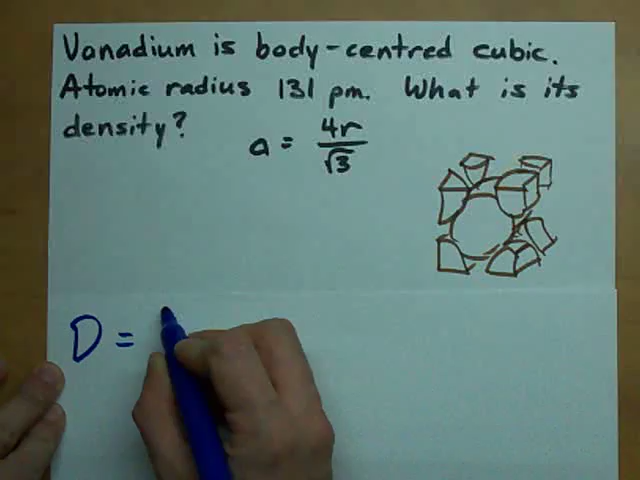 Vanadium is body-centred cubic.
Atomic radius 131 pm. What is its
density?
a = 4r / √3
D =